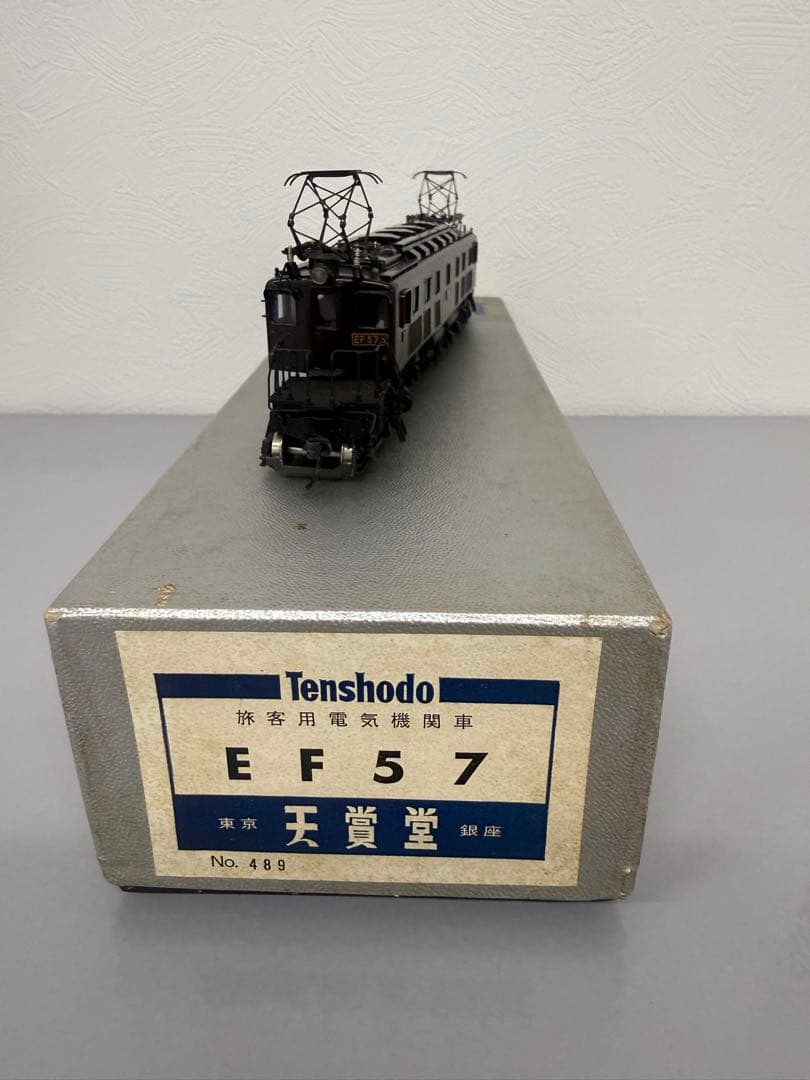 EF57
Tenshodo
旅客用電気機関車
EF57
東京 天賞堂 銀座
No. 489